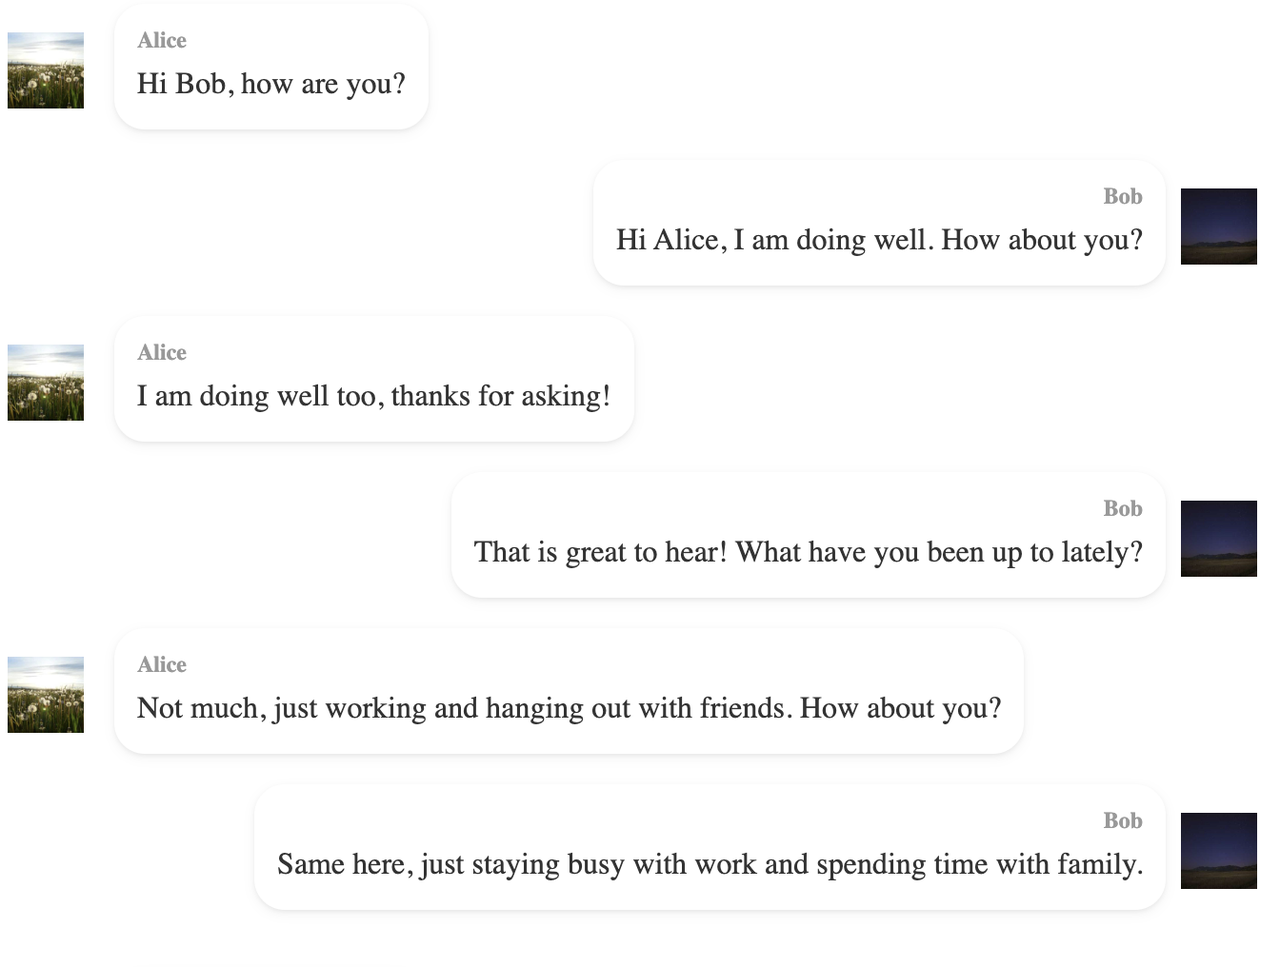 Alice
Hi Bob, how are you?
Bob
Hi Alice, I am doing well. How about you?
Alice
I am doing well too, thanks for asking!
Bob
That is great to hear! What have you been up to lately?
Alice
Not much, just working and hanging out with friends. How about you?
Bob
Same here, just staying busy with work and spending time with family.